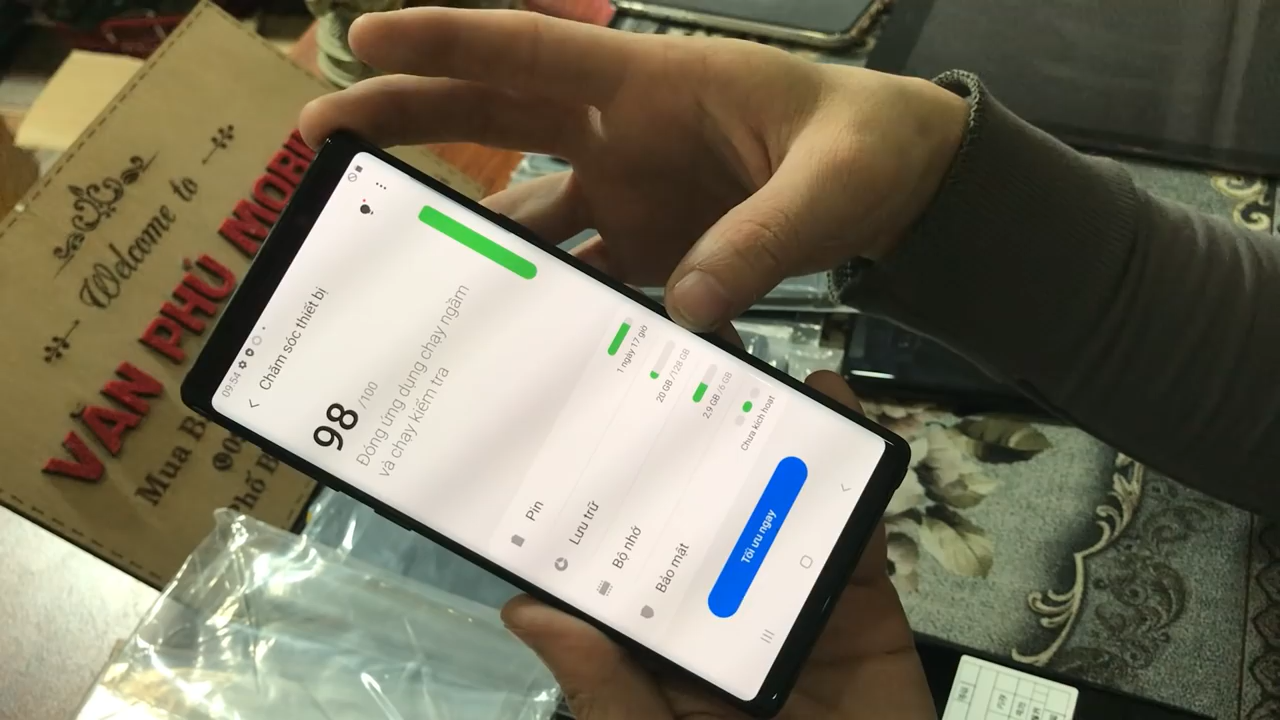 Welcome to
VĂN PHÚ MOBI
Mua B
Phố B
09:54
Chăm sóc thiết bị
98 /100
Đóng ứng dụng chạy ngầm
và chạy kiểm tra
Pin
1 ngày 17 giờ
Lưu trữ
20 GB /128 GB
Bộ nhớ
2,9 GB /6 GB
Bảo mật
Chưa kích hoạt
Tối ưu ngay